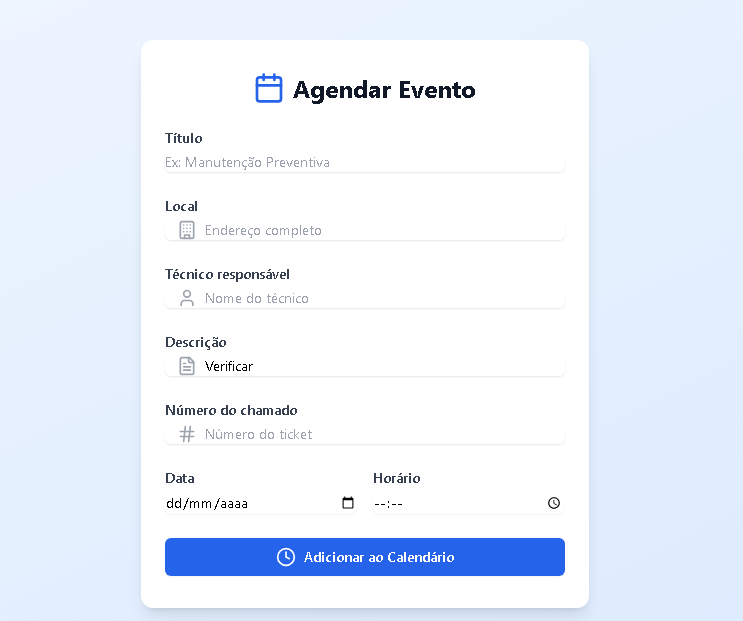 Agendar Evento
Título
Ex: Manutenção Preventiva
Local
Endereço completo
Técnico responsável
Nome do técnico
Descrição
Verificar
Número do chamado
Número do ticket
Data Horário
dd/mm/aaaa --:--
Adicionar ao Calendário